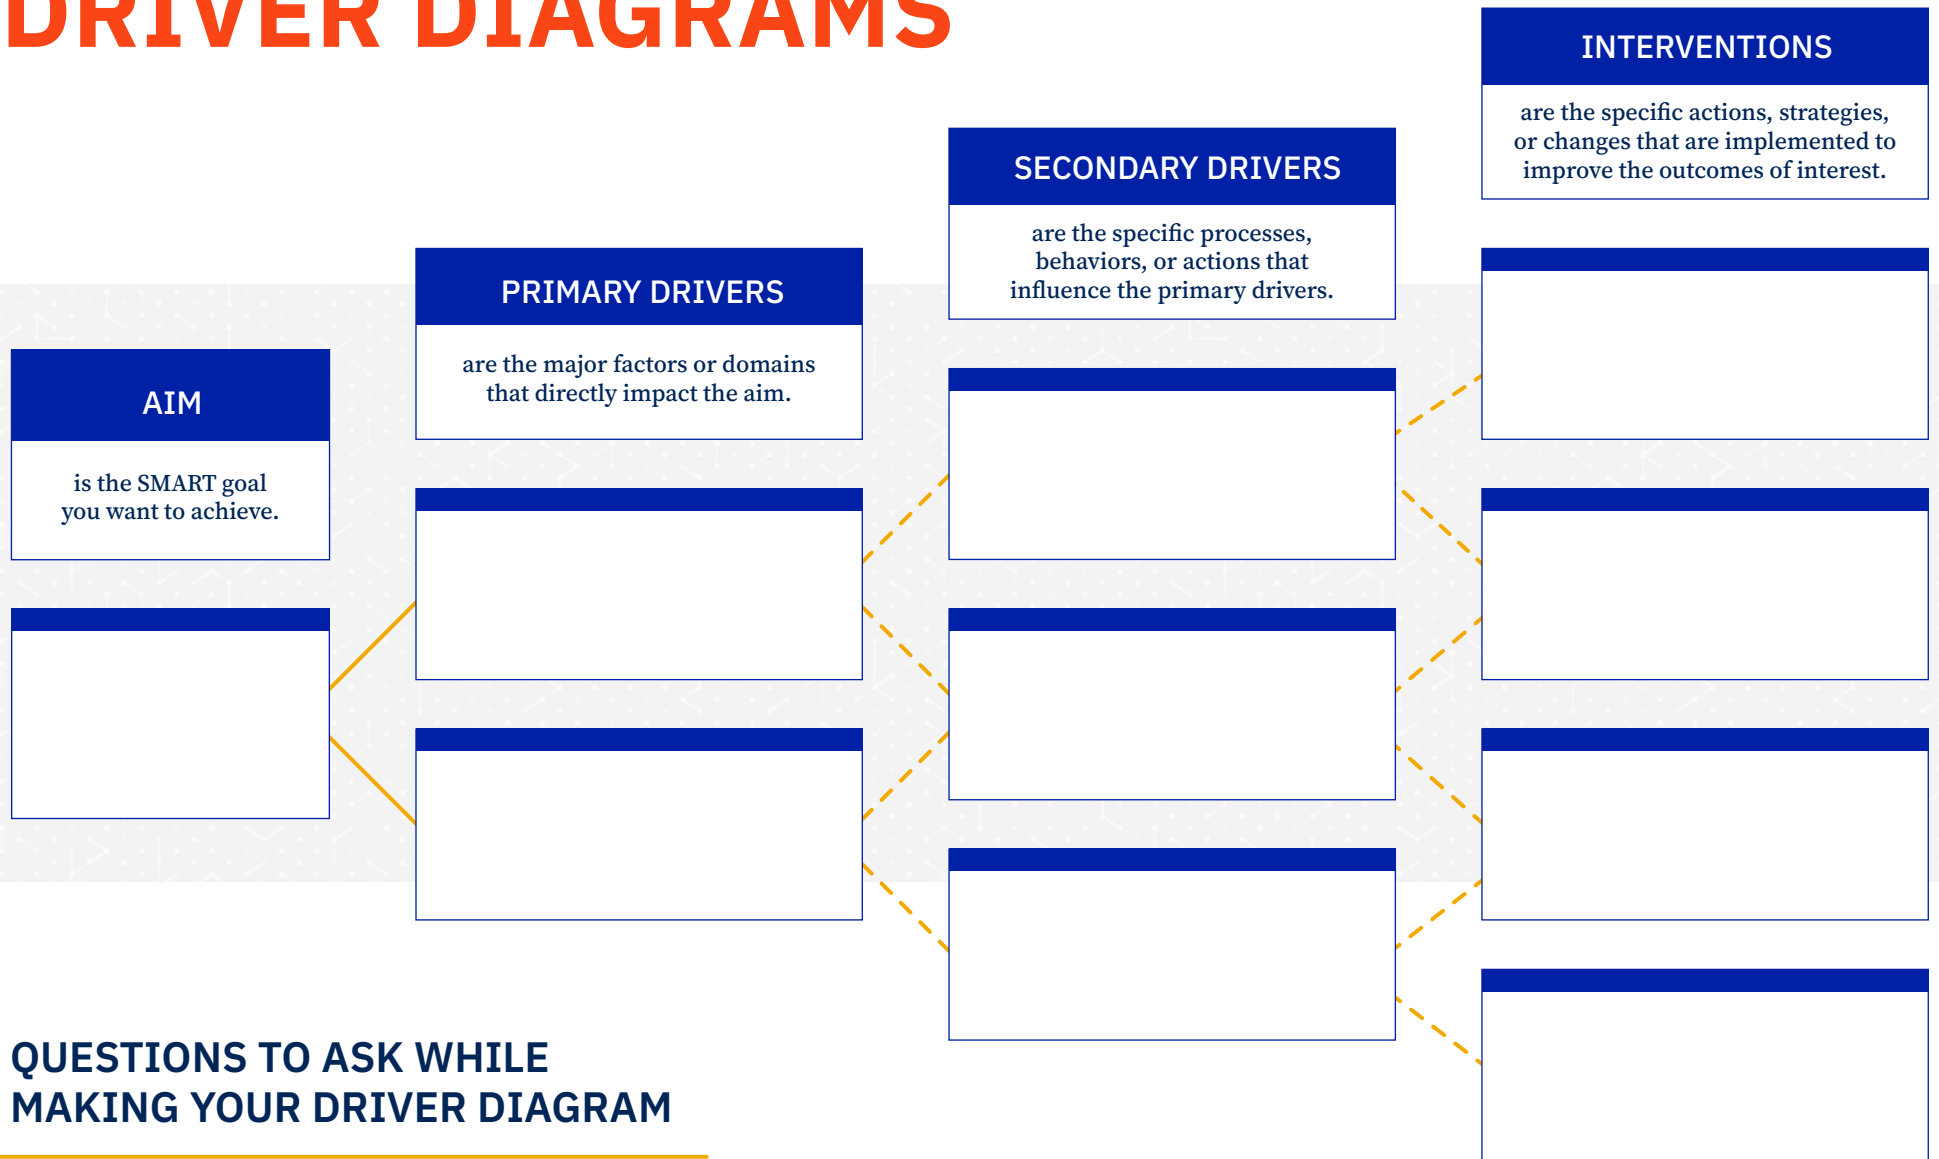 DRIVER DIAGRAMS
AIM
is the SMART goal
you want to achieve.
PRIMARY DRIVERS
are the major factors or domains
that directly impact the aim.
SECONDARY DRIVERS
are the specific processes,
behaviors, or actions that
influence the primary drivers.
INTERVENTIONS
are the specific actions, strategies,
or changes that are implemented to
improve the outcomes of interest.
QUESTIONS TO ASK WHILE
MAKING YOUR DRIVER DIAGRAM